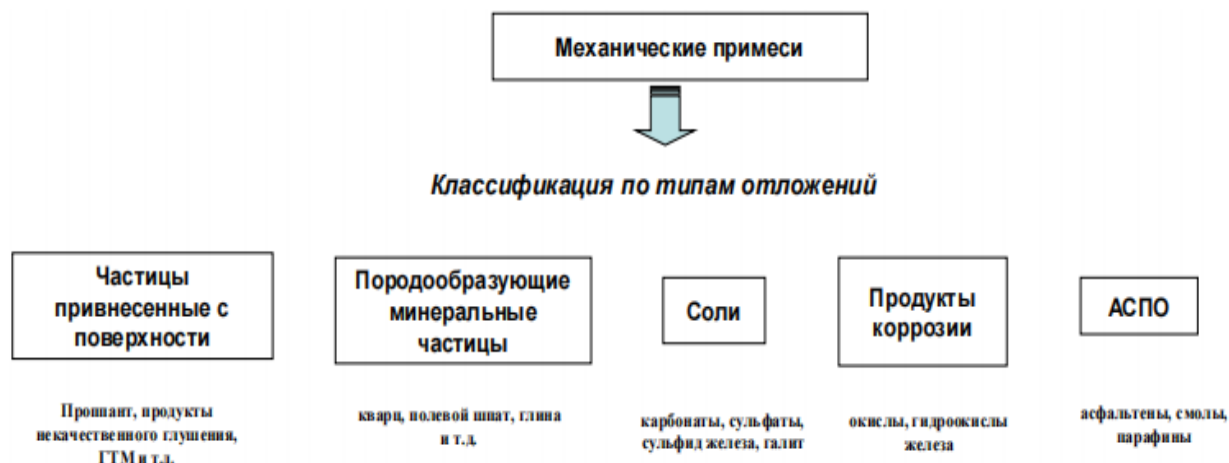 Механические примеси
Классификация по типам отложений
Частицы
привнесенные с
поверхности
Породообразующие
минеральные
частицы
Соли
Продукты
коррозии
АСПО
Проппант, продукты
некачественного глушения,
ГТМ и т.д.
кварц, полевой шпат, глина
и т.д.
карбонаты, сульфаты,
сульфид железа, галит
окислы, гидроокислы
железа
асфальтены, смолы,
парафины